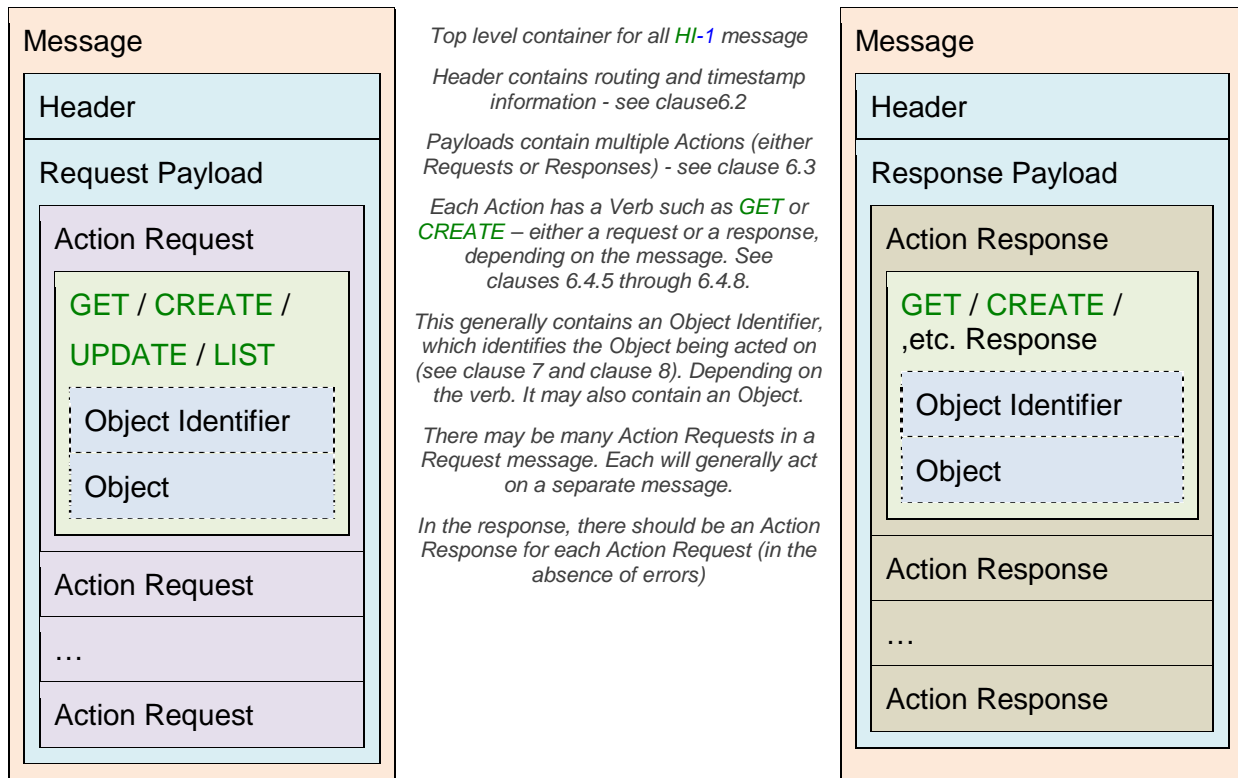 Message
Header
Request Payload
Action Request
GET / CREATE /
UPDATE / LIST
Object Identifier
Object
Action Request
…
Action Request
Top level container for all HI-1 message
Header contains routing and timestamp
information - see clause6.2
Payloads contain multiple Actions (either
Requests or Responses) - see clause 6.3
Each Action has a Verb such as GET or
CREATE – either a request or a response,
depending on the message. See
clauses 6.4.5 through 6.4.8.
This generally contains an Object Identifier,
which identifies the Object being acted on
(see clause 7 and clause 8). Depending on
the verb. It may also contain an Object.
There may be many Action Requests in a
Request message. Each will generally act
on a separate message.
In the response, there should be an Action
Response for each Action Request (in the
absence of errors)
Message
Header
Response Payload
Action Response
GET / CREATE /
,etc. Response
Object Identifier
Object
Action Response
…
Action Response